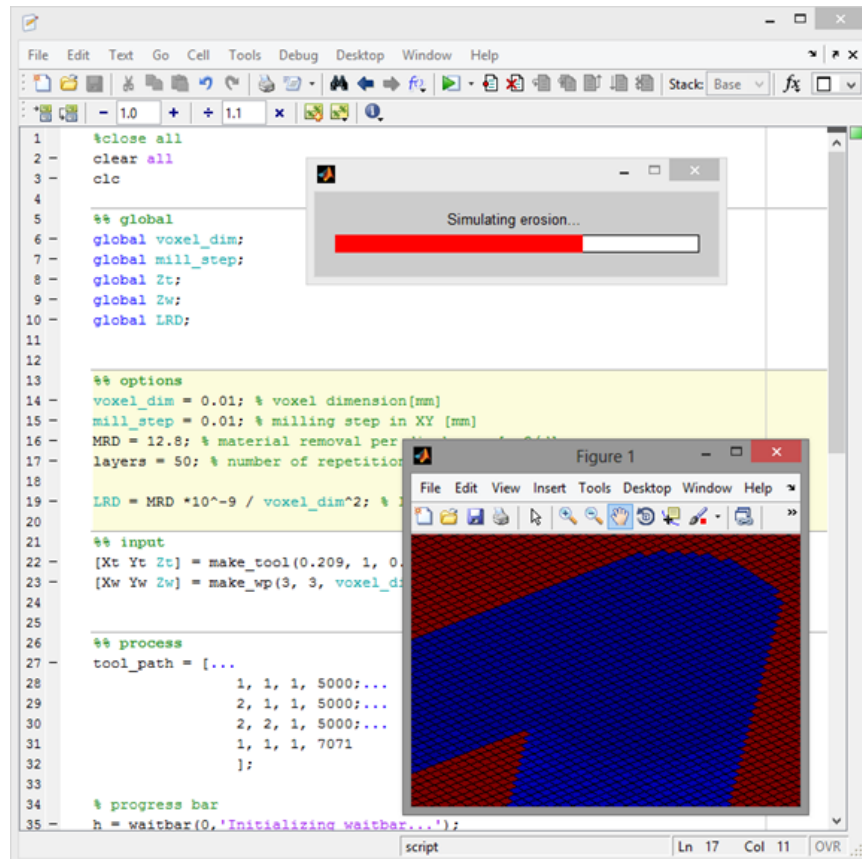 File Edit Text Go Cell Tools Debug Desktop Window Help
Stack: Base fx
− 1.0 + ÷ 1.1 ×
1 %close all
2 − clear all
3 − clc
4
5 %% global
6 − global voxel_dim;
7 − global mill_step;
8 − global Zt;
9 − global Zw;
10 − global LRD;
11
12
13 %% options
14 − voxel_dim = 0.01; % voxel dimension[mm]
15 − mill_step = 0.01; % milling step in XY [mm]
16 − MRD = 12.8; % material removal per
17 − layers = 50; % number of repetition
18
19 − LRD = MRD *10^-9 / voxel_dim^2; %
20
21 %% input
22 − [Xt Yt Zt] = make_tool(0.209, 1, 0.
23 − [Xw Yw Zw] = make_wp(3, 3, voxel_di
24
25
26 %% process
27 − tool_path = [...
28 1, 1, 1, 5000;...
29 2, 1, 1, 5000;...
30 2, 2, 1, 5000;...
31 1, 1, 1, 7071
32 ];
33
34 % progress bar
35 − h = waitbar(0,'Initializing waitbar...');
script Ln 17 Col 11 OVR
Simulating erosion...
Figure 1
File Edit View Insert Tools Desktop Window Help